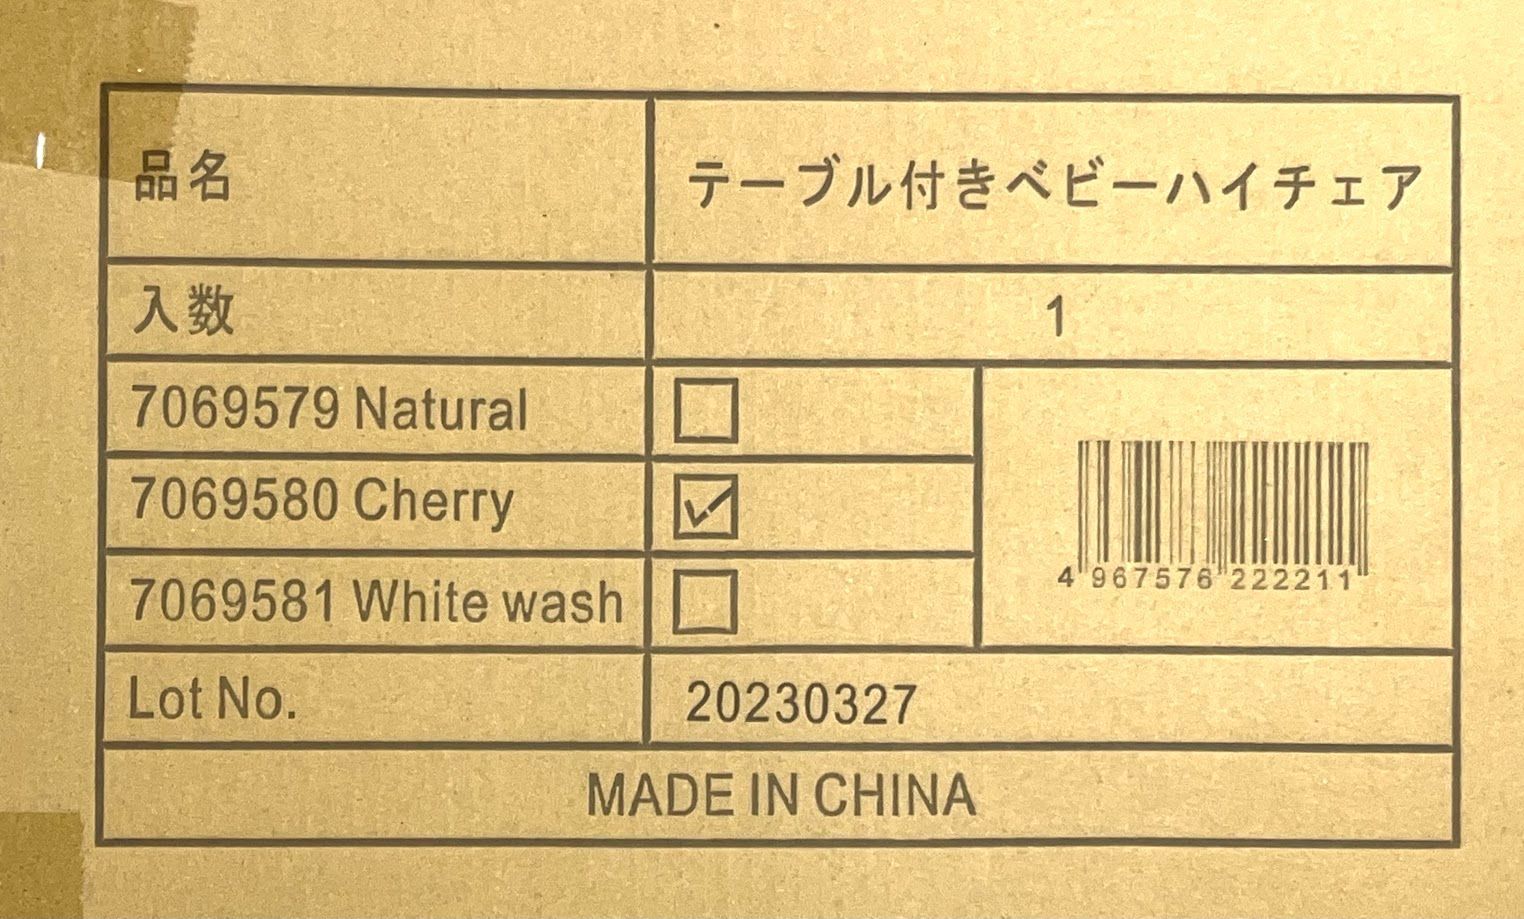 品名 テーブル付きベビーハイチェア
入数 1
7069579 Natural
7069580 Cherry
7069581 White wash
4 967576 222211
Lot No. 20230327
MADE IN CHINA